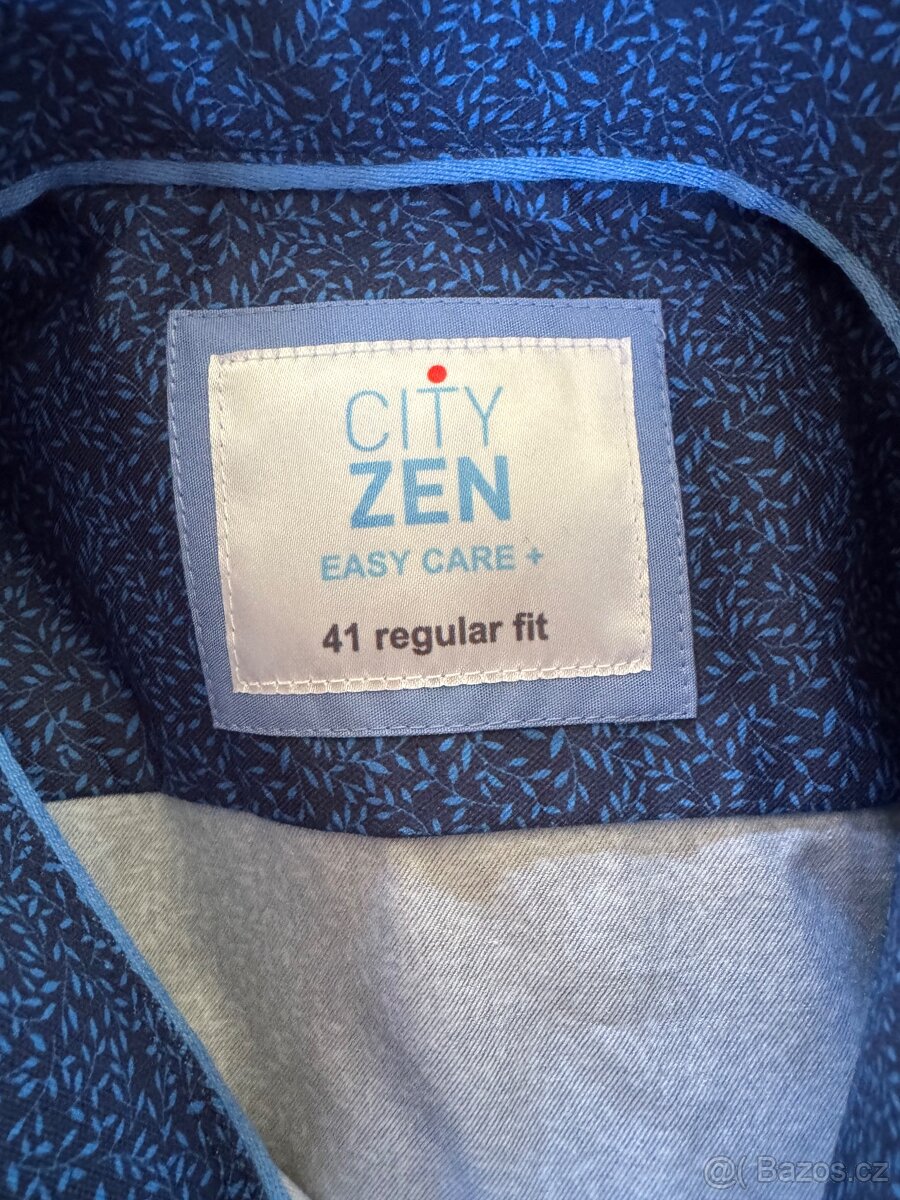 CITY
ZEN
EASY CARE +
41 regular fit
@( Bazos.cz